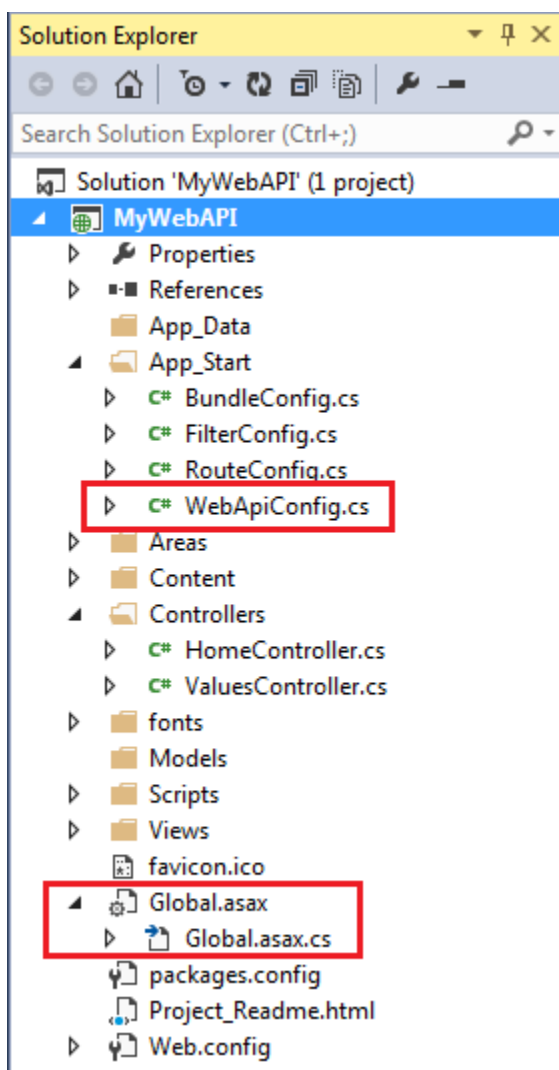 Solution Explorer
Search Solution Explorer (Ctrl+;)
Solution 'MyWebAPI' (1 project)
MyWebAPI
Properties
References
App_Data
App_Start
C# BundleConfig.cs
C# FilterConfig.cs
C# RouteConfig.cs
C# WebApiConfig.cs
Areas
Content
Controllers
C# HomeController.cs
C# ValuesController.cs
fonts
Models
Scripts
Views
favicon.ico
Global.asax
Global.asax.cs
packages.config
Project_Readme.html
Web.config